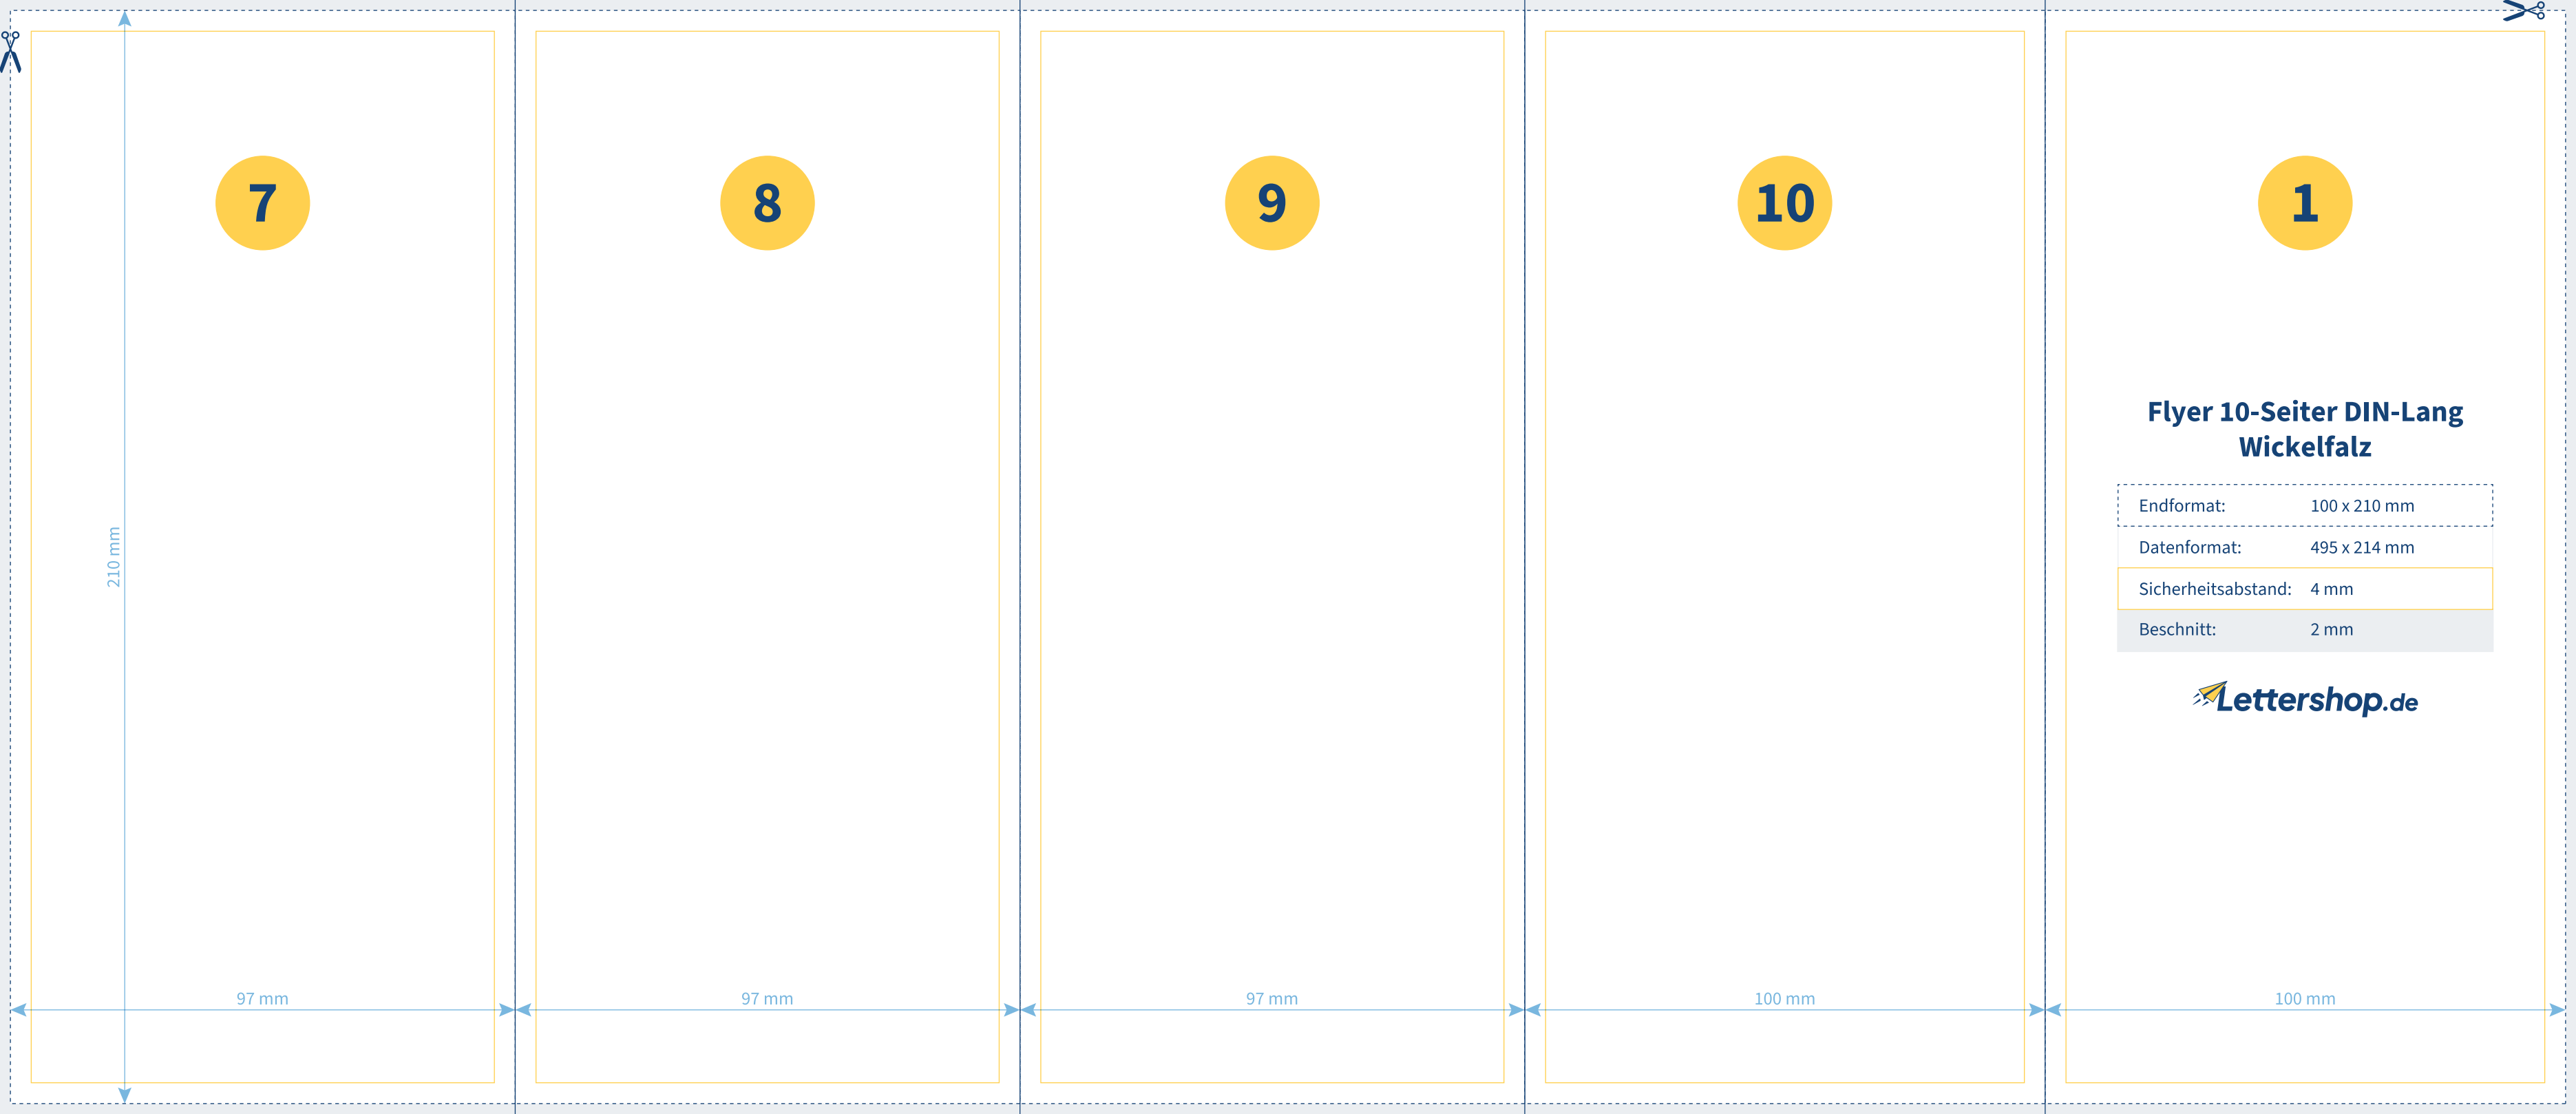 7
8
9
10
1
Flyer 10-Seiter DIN-Lang
Wickelfalz
Endformat: 100 x 210 mm
Datenformat: 495 x 214 mm
Sicherheitsabstand: 4 mm
Beschnitt: 2 mm
Lettershop.de
210 mm
97 mm
97 mm
97 mm
100 mm
100 mm